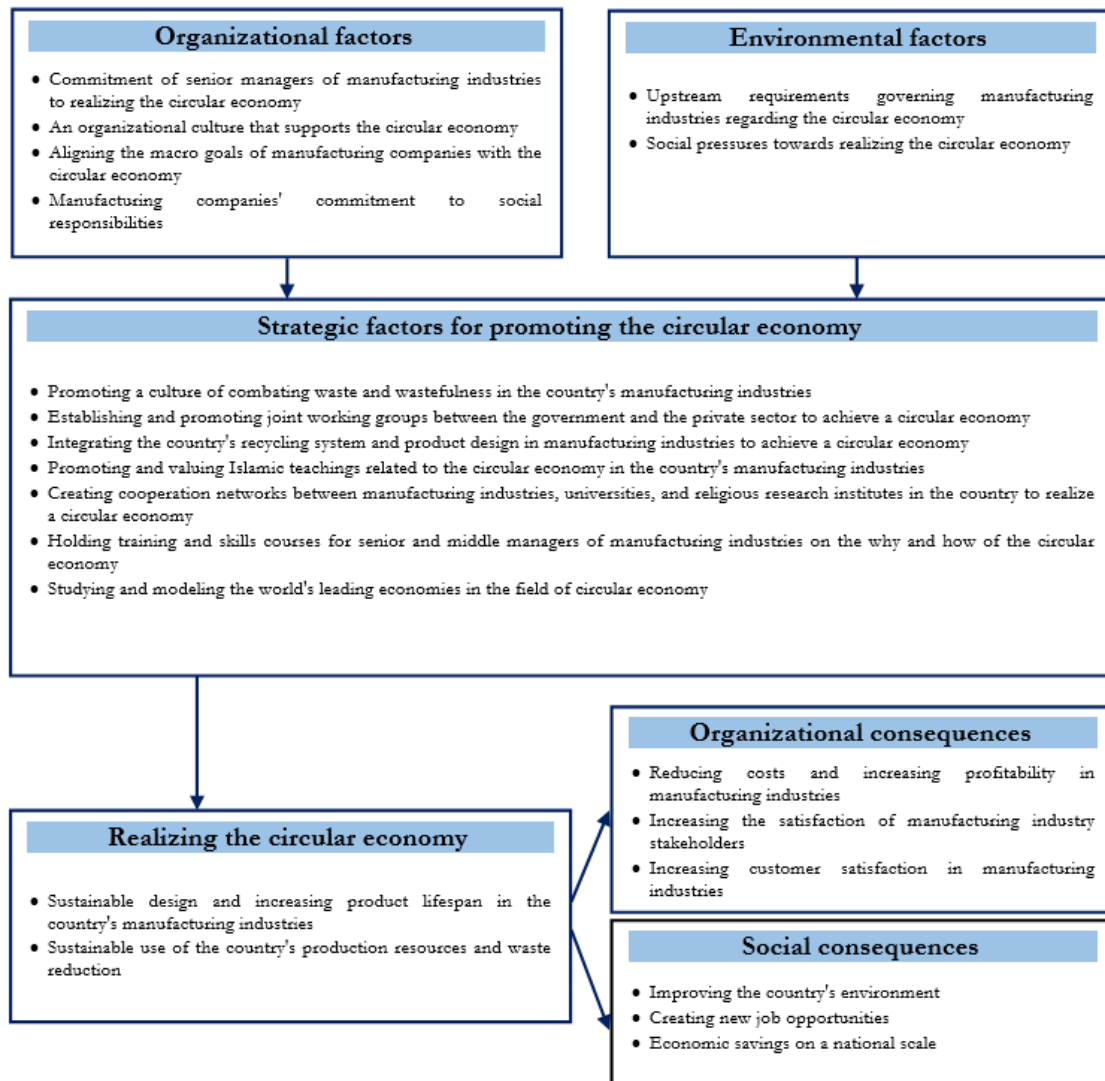 Organizational factors
• Commitment of senior managers of manufacturing industries
to realizing the circular economy
• An organizational culture that supports the circular economy
• Aligning the macro goals of manufacturing companies with the
circular economy
• Manufacturing companies' commitment to social
responsibilities
Environmental factors
• Upstream requirements governing manufacturing
industries regarding the circular economy
• Social pressures towards realizing the circular economy
Strategic factors for promoting the circular economy
• Promoting a culture of combating waste and wastefulness in the country's manufacturing industries
• Establishing and promoting joint working groups between the government and the private sector to achieve a circular economy
• Integrating the country's recycling system and product design in manufacturing industries to achieve a circular economy
• Promoting and valuing Islamic teachings related to the circular economy in the country's manufacturing industries
• Creating cooperation networks between manufacturing industries, universities, and religious research institutes in the country to realize
a circular economy
• Holding training and skills courses for senior and middle managers of manufacturing industries on the why and how of the circular
economy
• Studying and modeling the world's leading economies in the field of circular economy
Realizing the circular economy
• Sustainable design and increasing product lifespan in the
country's manufacturing industries
• Sustainable use of the country's production resources and waste
reduction
Organizational consequences
• Reducing costs and increasing profitability in
manufacturing industries
• Increasing the satisfaction of manufacturing industry
stakeholders
• Increasing customer satisfaction in manufacturing
industries
Social consequences
• Improving the country's environment
• Creating new job opportunities
• Economic savings on a national scale